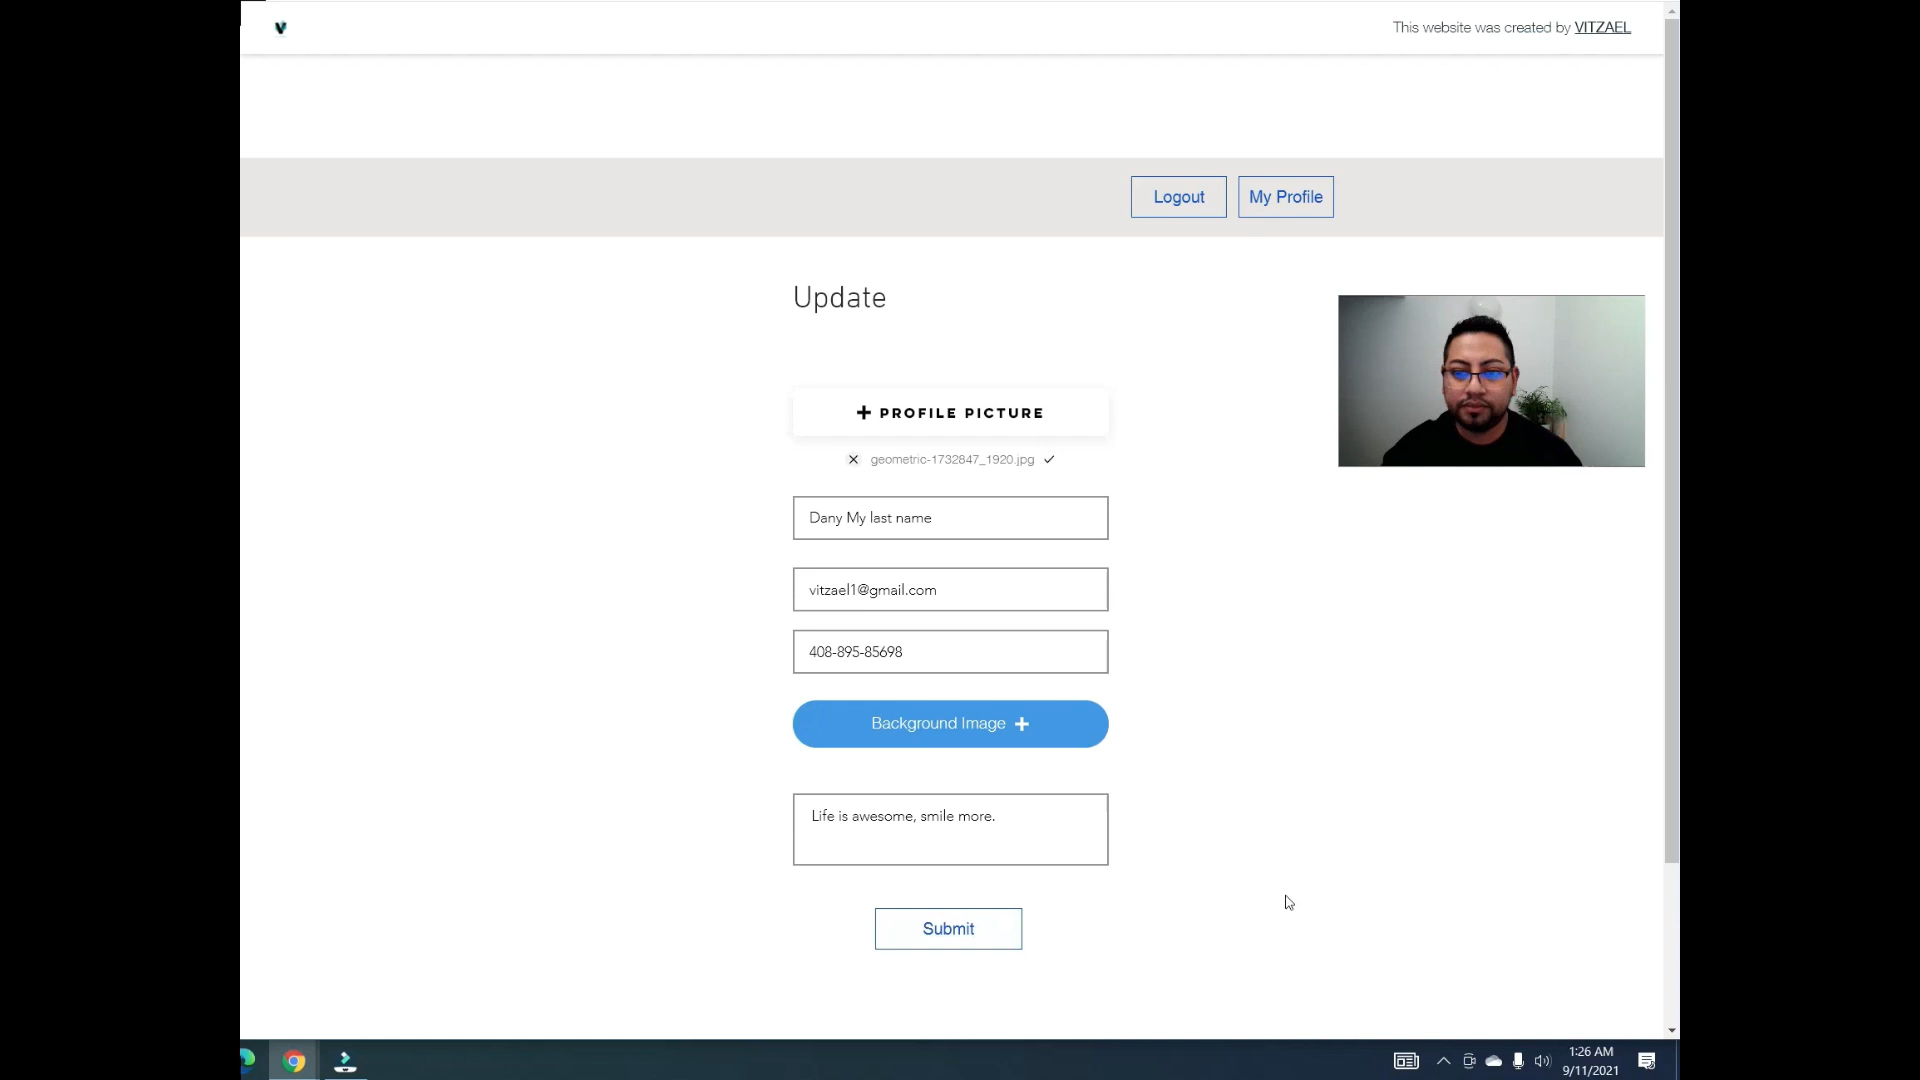 V
This website was created by VITZAEL
Logout
My Profile
Update
+ PROFILE PICTURE
geometric-1732847_1920.jpg
Dany My last name
vitzael1@gmail.com
408-895-85698
Background Image +
Life is awesome, smile more.
Submit
1:26 AM
9/11/2021